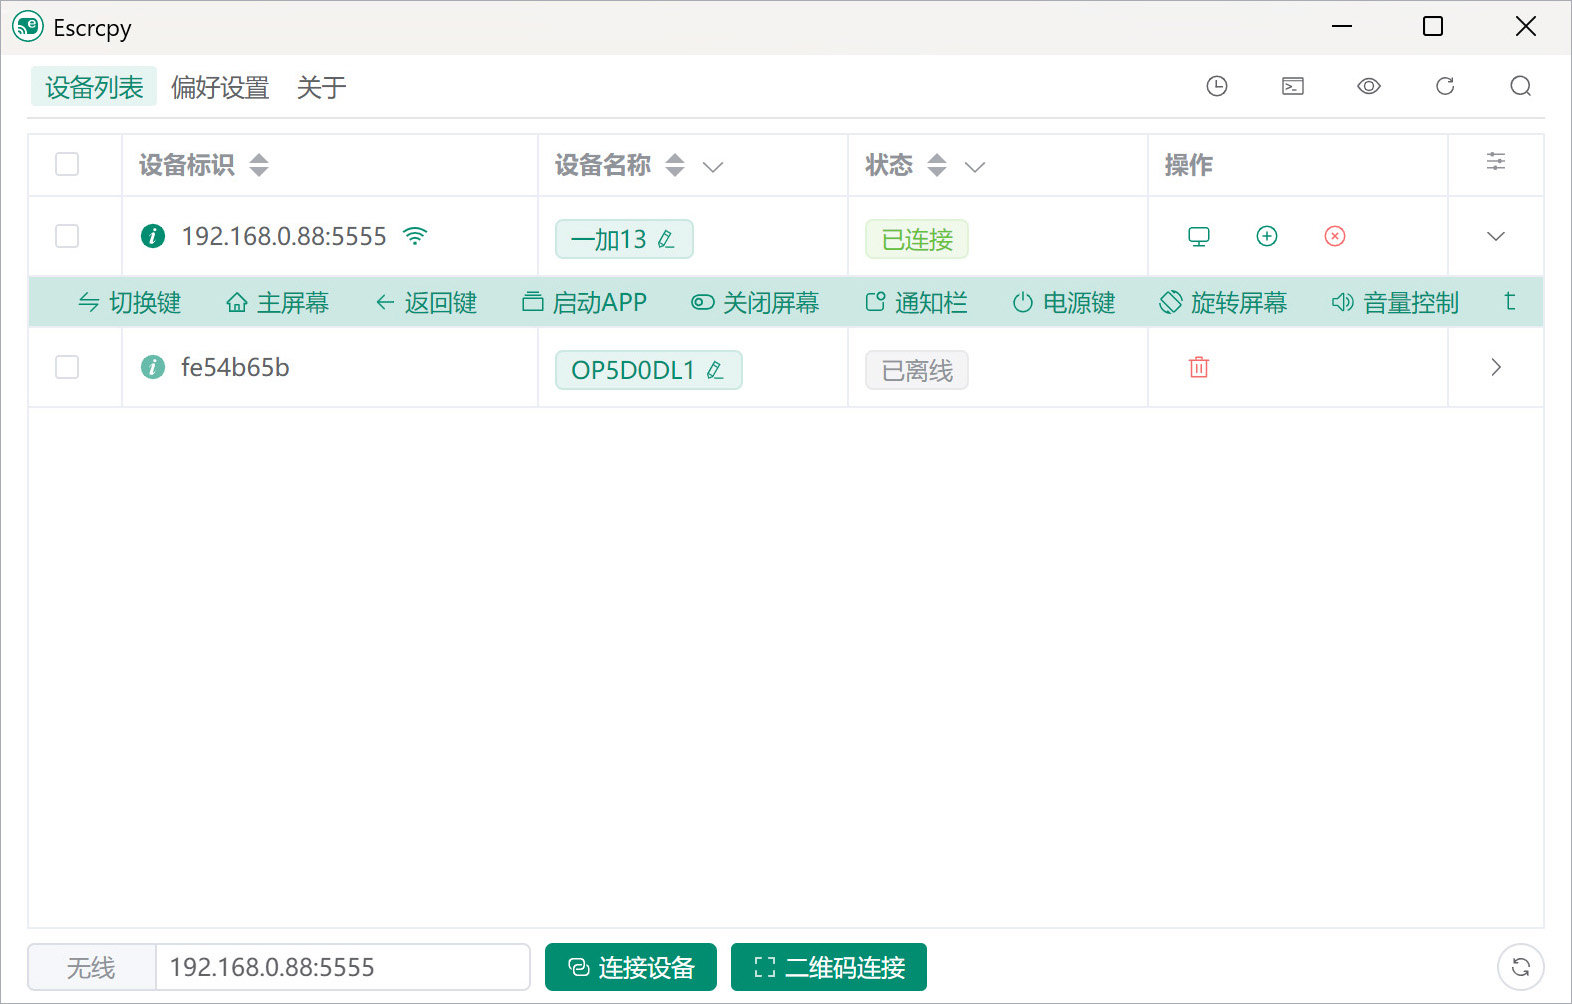 Escrcpy
设备列表 偏好设置 关于
设备标识 设备名称 状态 操作
192.168.0.88:5555 一加13 已连接
切换键 主屏幕 返回键 启动APP 关闭屏幕 通知栏 电源键 旋转屏幕 音量控制
fe54b65b OP5D0DL1 已离线
无线 192.168.0.88:5555 连接设备 二维码连接